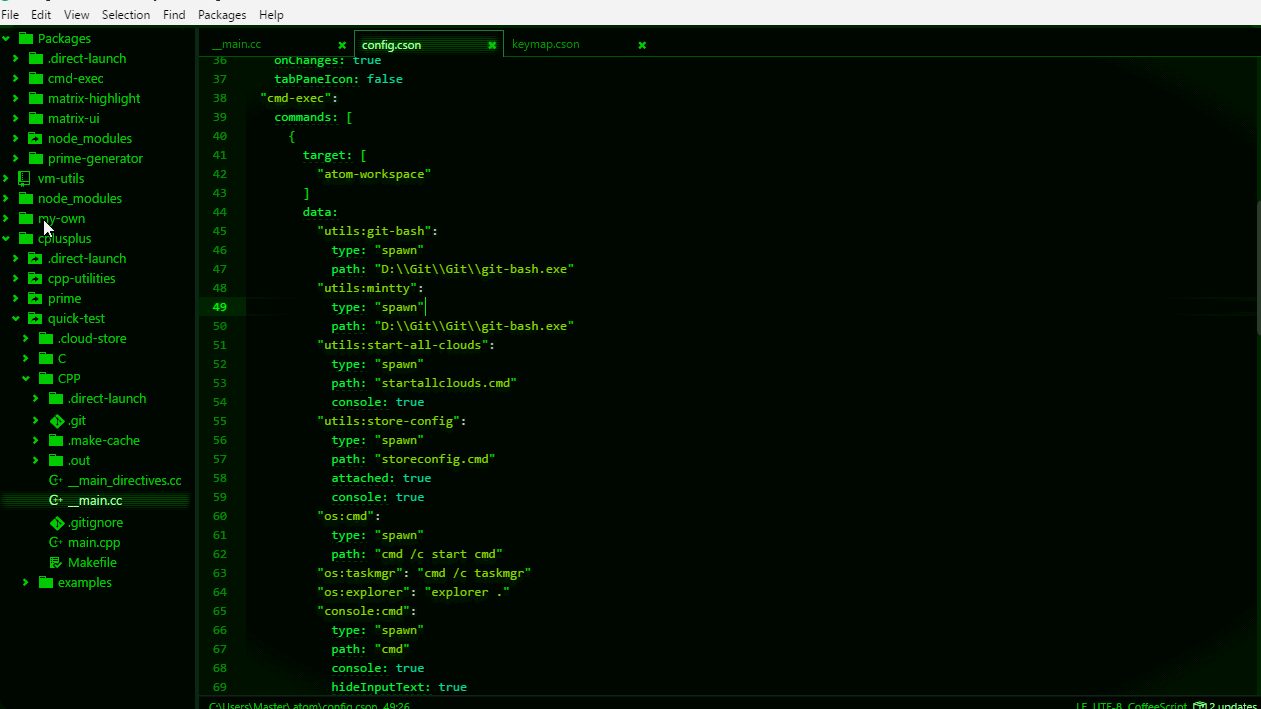 File Edit View Selection Find Packages Help
Packages
.direct-launch
cmd-exec
matrix-highlight
matrix-ui
node_modules
prime-generator
vm-utils
node_modules
my-own
cplusplus
.direct-launch
cpp-utilities
prime
quick-test
.cloud-store
C
CPP
.direct-launch
.git
.make-cache
.out
__main_directives.cc
__main.cc
.gitignore
main.cpp
Makefile
examples
__main.cc config.cson keymap.cson
36 onChanges: true
37 tabPaneIcon: false
38 "cmd-exec":
39 commands: [
40 {
41 target: [
42 "atom-workspace"
43 ]
44 data:
45 "utils:git-bash":
46 type: "spawn"
47 path: "D:\\Git\\Git\\git-bash.exe"
48 "utils:mintty":
49 type: "spawn"
50 path: "D:\\Git\\Git\\git-bash.exe"
51 "utils:start-all-clouds":
52 type: "spawn"
53 path: "startallclouds.cmd"
54 console: true
55 "utils:store-config":
56 type: "spawn"
57 path: "storeconfig.cmd"
58 attached: true
59 console: true
60 "os:cmd":
61 type: "spawn"
62 path: "cmd /c start cmd"
63 "os:taskmgr": "cmd /c taskmgr"
64 "os:explorer": "explorer ."
65 "console:cmd":
66 type: "spawn"
67 path: "cmd"
68 console: true
69 hideInputText: true
C:\Users\Master\.atom\config.cson 49:26 LF UTF-8 CoffeeScript 2 updates